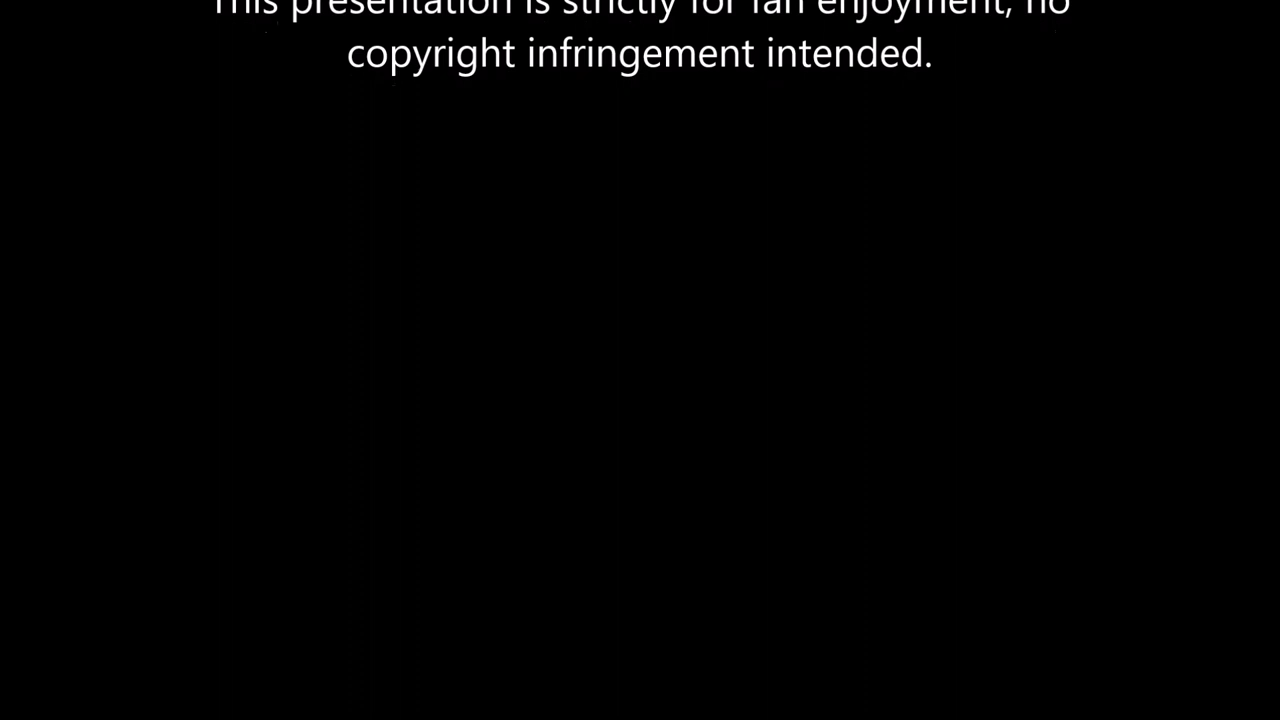 This presentation is strictly for fan enjoyment, no
copyright infringement intended.